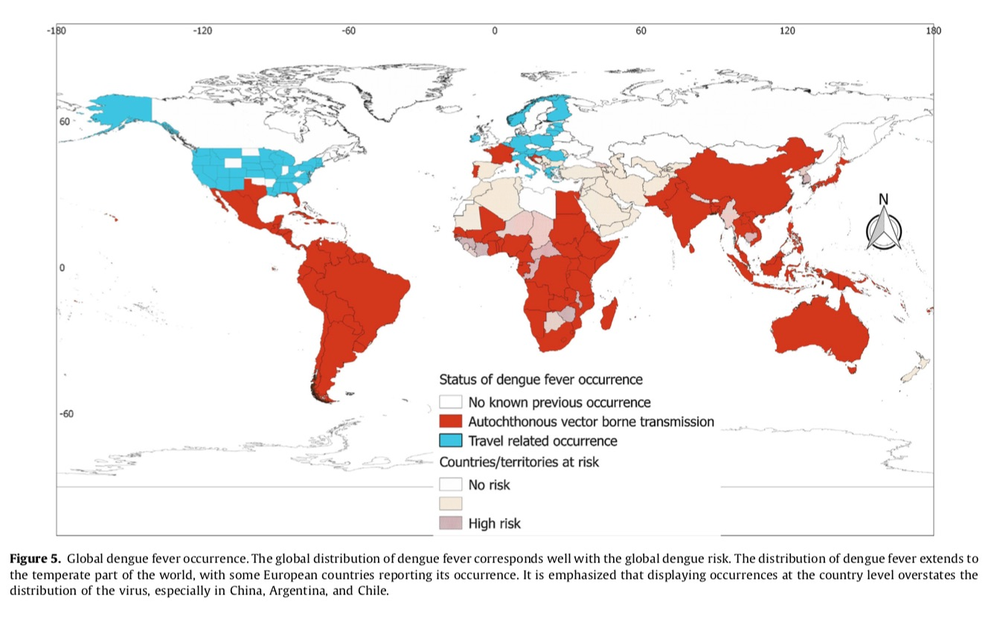 -180 -120 -60 0 60 120 180
60
0
-60
N
Status of dengue fever occurrence
No known previous occurrence
Autochthonous vector borne transmission
Travel related occurrence
Countries/territories at risk
No risk
High risk
Figure 5. Global dengue fever occurrence. The global distribution of dengue fever corresponds well with the global dengue risk. The distribution of dengue fever extends to
the temperate part of the world, with some European countries reporting its occurrence. It is emphasized that displaying occurrences at the country level overstates the
distribution of the virus, especially in China, Argentina, and Chile.